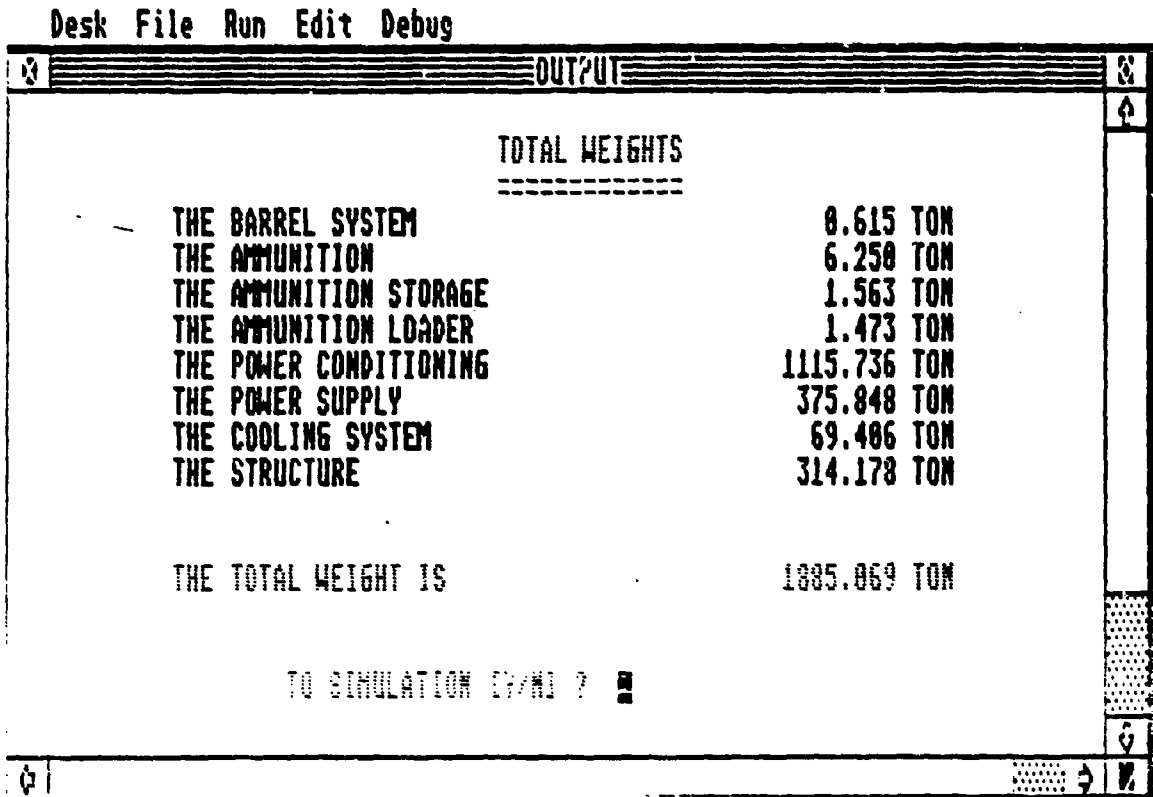 Desk File Run Edit Debug
OUTPUT
TOTAL WEIGHTS
=============
THE BARREL SYSTEM 0.615 TON
THE AMMUNITION 6.250 TON
THE AMMUNITION STORAGE 1.563 TON
THE AMMUNITION LOADER 1.473 TON
THE POWER CONDITIONING 1115.736 TON
THE POWER SUPPLY 375.848 TON
THE COOLING SYSTEM 69.406 TON
THE STRUCTURE 314.178 TON
THE TOTAL WEIGHT IS 1885.069 TON
TO SIMULATION [Y/N] ?